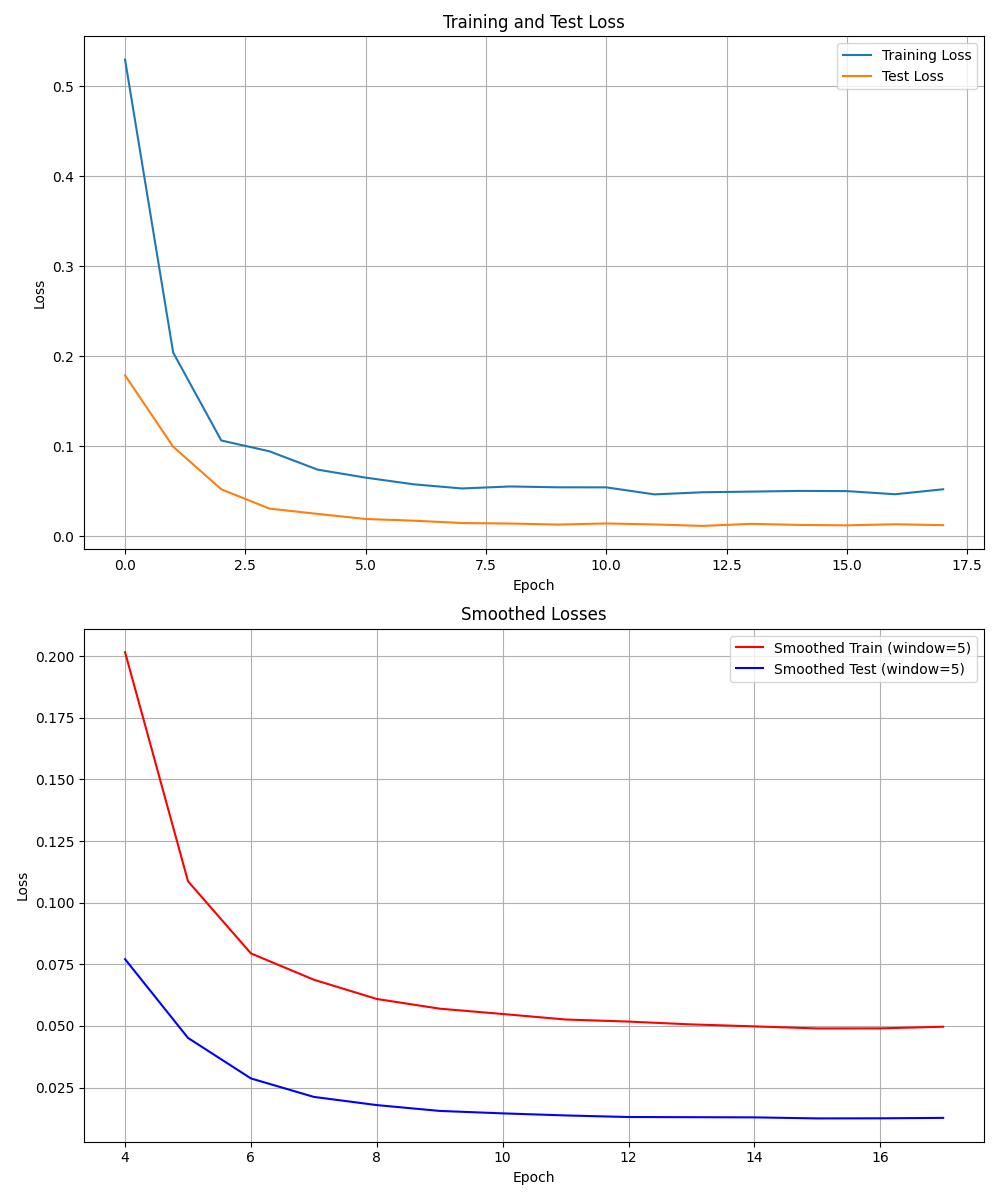 Training and Test Loss
Training Loss
Test Loss
Loss
0.5
0.4
0.3
0.2
0.1
0.0
0.0 2.5 5.0 7.5 10.0 12.5 15.0 17.5
Epoch
Smoothed Losses
Smoothed Train (window=5)
Smoothed Test (window=5)
Loss
0.200
0.175
0.150
0.125
0.100
0.075
0.050
0.025
4 6 8 10 12 14 16
Epoch